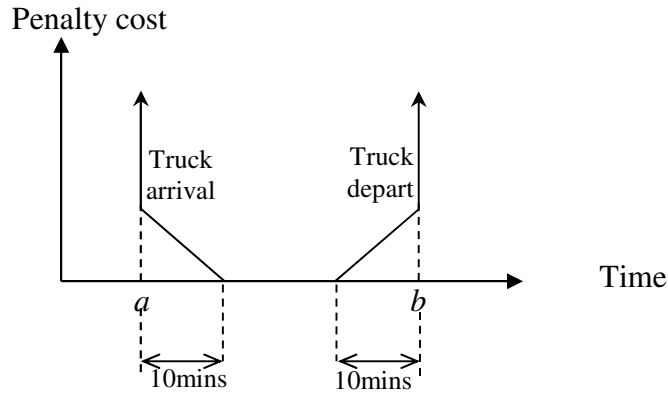 Penalty cost
Truck
arrival
Truck
depart
Time
a
b
10mins
10mins